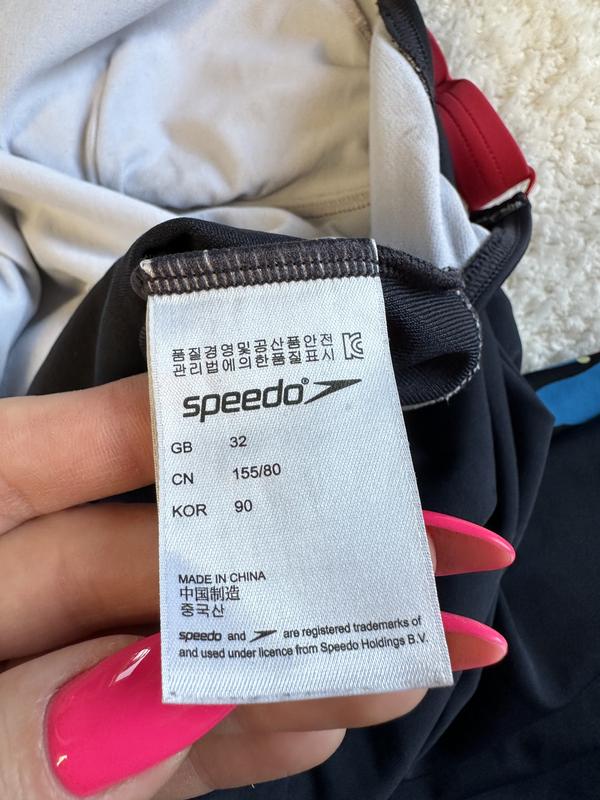 품질경영및공산품안전
관리법에의한품질표시
speedo®
GB 32
CN 155/80
KOR 90
MADE IN CHINA
中国制造
중국산
speedo and are registered trademarks of
and used under licence from Speedo Holdings B.V.